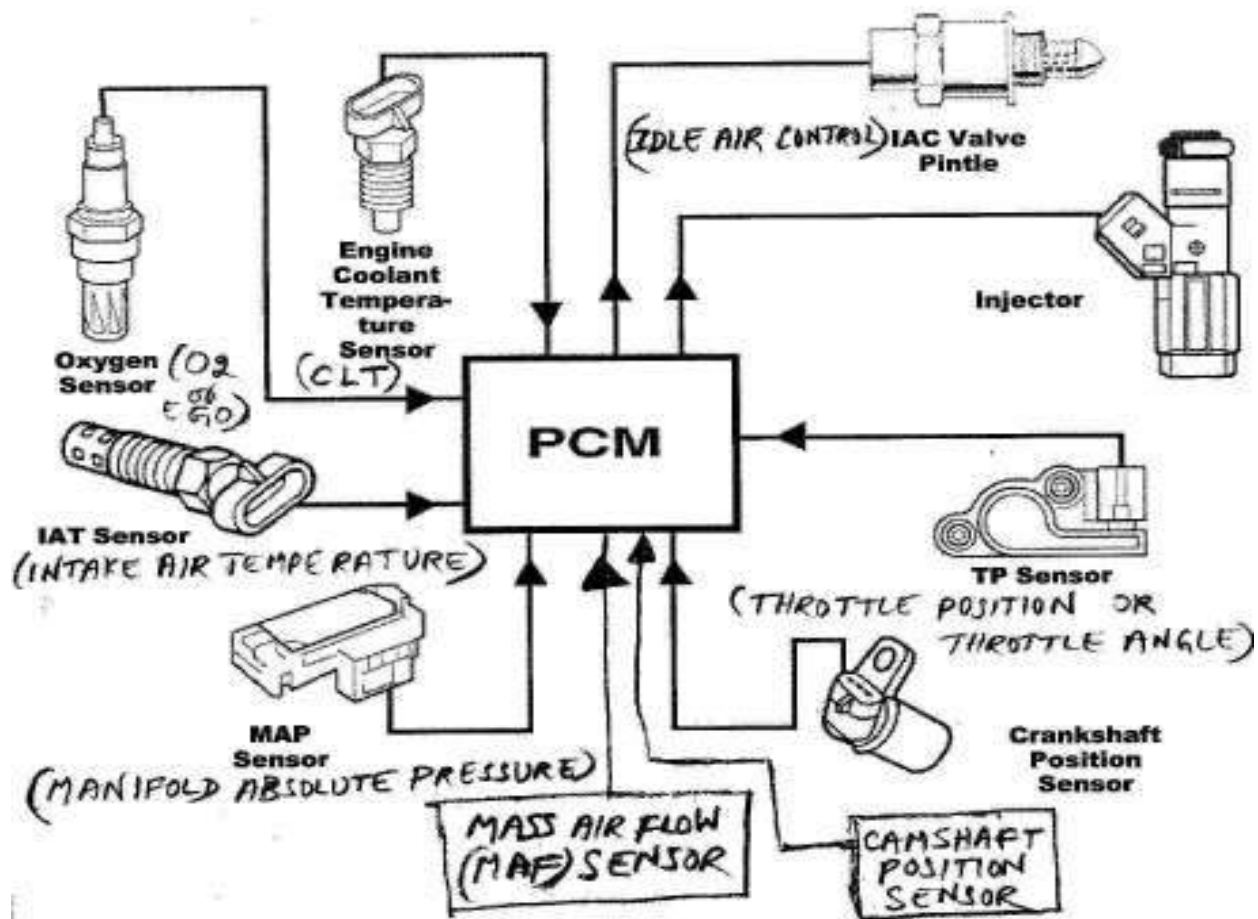 (IDLE AIR CONTROL) IAC Valve
Pintle
Engine
Coolant
Tempera-
ture
Sensor
(CLT)
Injector
Oxygen (O2
Sensor or
EGO)
PCM
IAT Sensor
(INTAKE AIR TEMPERATURE)
TP Sensor
(THROTTLE POSITION OR
THROTTLE ANGLE)
MAP
Sensor
(MANIFOLD ABSOLUTE PRESSURE)
Crankshaft
Position
Sensor
MASS AIR FLOW
(MAF) SENSOR
CAMSHAFT
POSITION
SENSOR